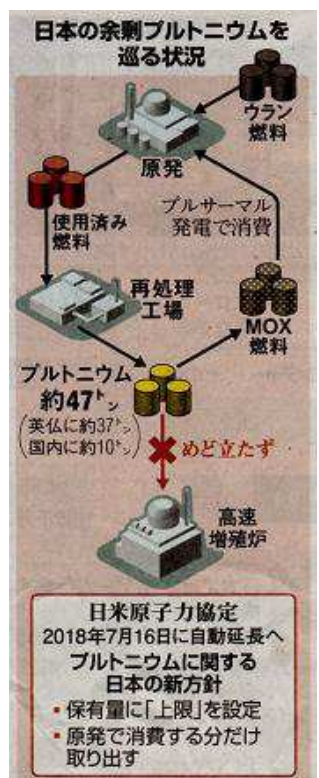 日本の余剰プルトニウムを
巡る状況
ウラン
燃料
原発
プルサーマル
発電で消費
使用済み
燃料
再処理
工場
MOX
燃料
プルトニウム
約47㌧
(英仏に約37㌧
国内に約10㌧)
めど立たず
高速
増殖炉
日米原子力協定
2018年7月16日に自動延長へ
プルトニウムに関する
日本の新方針
・保有量に「上限」を設定
・原発で消費する分だけ
取り出す